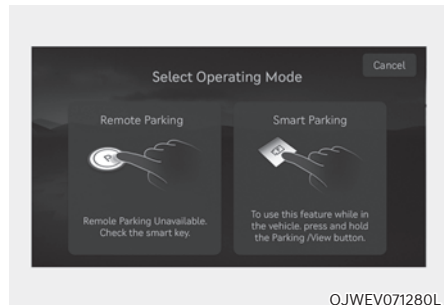 Cancel
Select Operating Mode
Remote Parking
Remote Parking Unavailable.
Check the smart key.
Smart Parking
To use this feature while in
the vehicle, press and hold
the Parking /View button.
OJWEV071280L